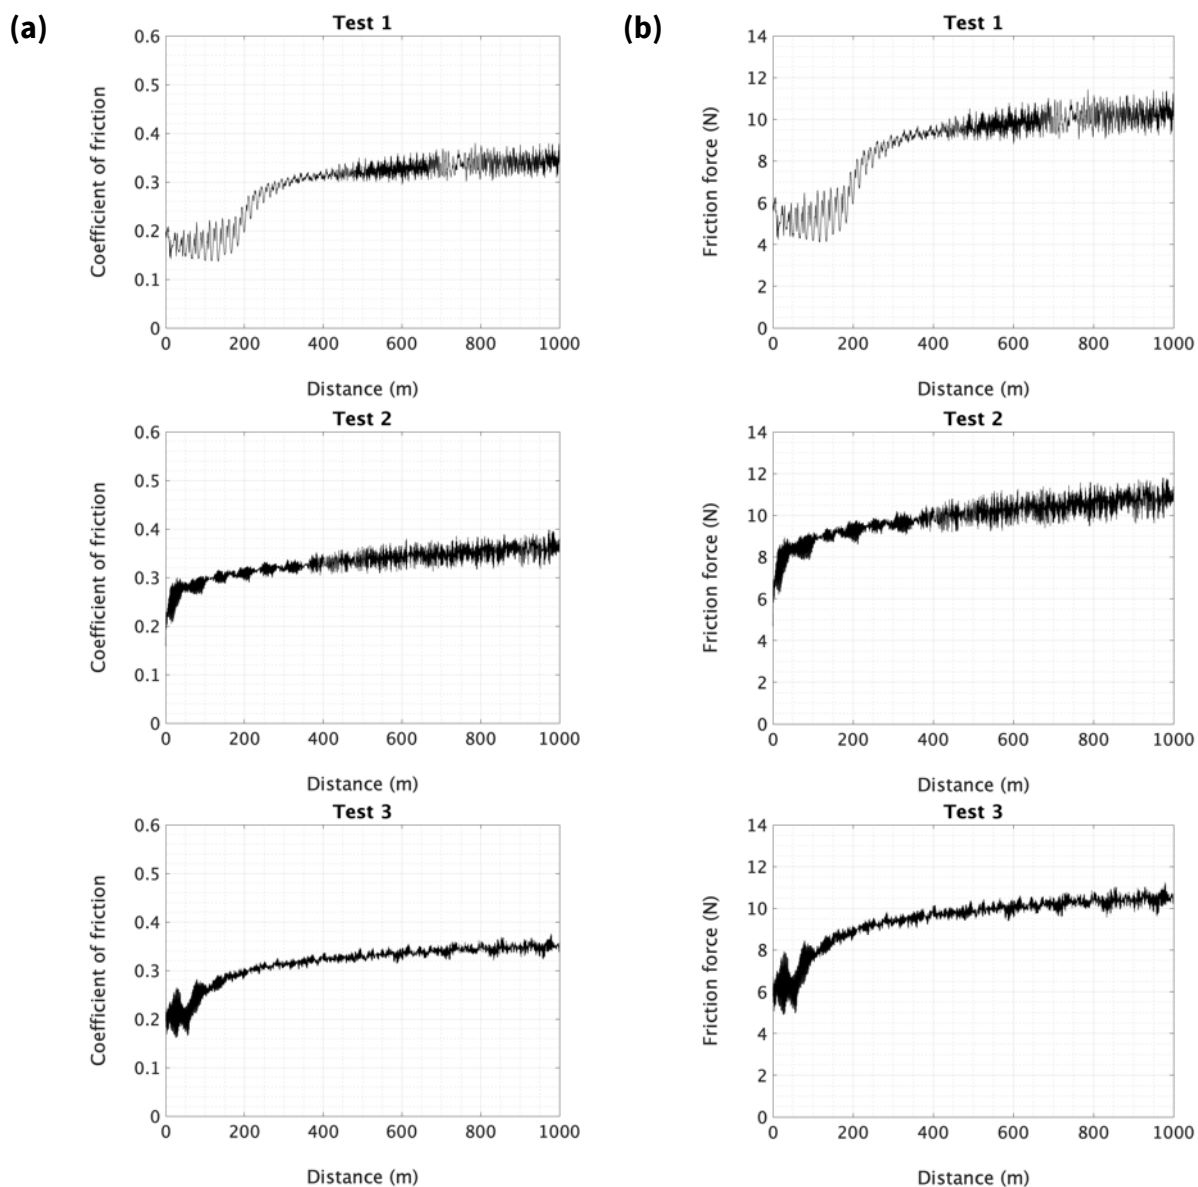 (a)
Test 1
0.6
0.5
0.4
0.3
0.2
0.1
0
Coefficient of friction
0 200 400 600 800 1000
Distance (m)
(b)
Test 1
14
12
10
8
6
4
2
0
Friction force (N)
0 200 400 600 800 1000
Distance (m)
Test 2
0.6
0.5
0.4
0.3
0.2
0.1
0
Coefficient of friction
0 200 400 600 800 1000
Distance (m)
Test 2
14
12
10
8
6
4
2
0
Friction force (N)
0 200 400 600 800 1000
Distance (m)
Test 3
0.6
0.5
0.4
0.3
0.2
0.1
0
Coefficient of friction
0 200 400 600 800 1000
Distance (m)
Test 3
14
12
10
8
6
4
2
0
Friction force (N)
0 200 400 600 800 1000
Distance (m)